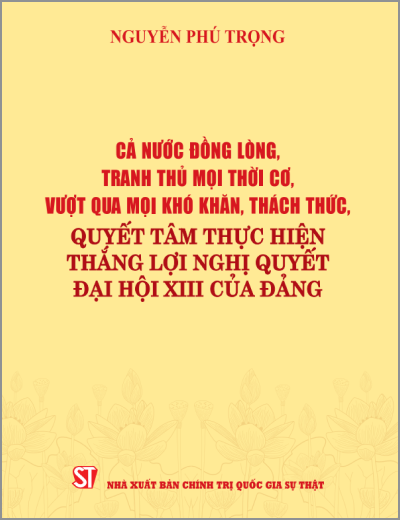 NGUYỄN PHÚ TRỌNG
CẢ NƯỚC ĐỒNG LÒNG,
TRANH THỦ MỌI THỜI CƠ,
VƯỢT QUA MỌI KHÓ KHĂN, THÁCH THỨC,
QUYẾT TÂM THỰC HIỆN
THẮNG LỢI NGHỊ QUYẾT
ĐẠI HỘI XIII CỦA ĐẢNG
ST
NHÀ XUẤT BẢN CHÍNH TRỊ QUỐC GIA SỰ THẬT